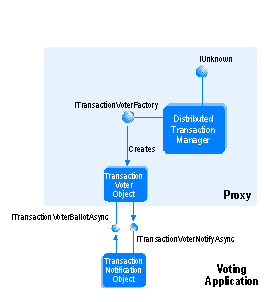 IUnknown
ITransactionVoterFactory
Distributed
Transaction
Manager
Creates
Transaction
Voter
Object
Proxy
ITransactionVoterBallotAsync
ITransactionVoterNotifyAsync
Transaction
Notification
Object
Voting
Application